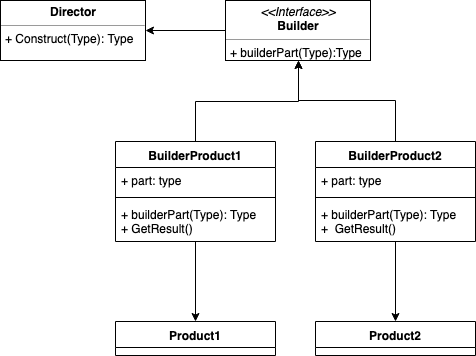 Director
+ Construct(Type): Type
<<Interface>>
Builder
+ builderPart(Type):Type
BuilderProduct1
+ part: type
+ builderPart(Type): Type
+ GetResult()
BuilderProduct2
+ part: type
+ builderPart(Type): Type
+  GetResult()
Product1
Product2